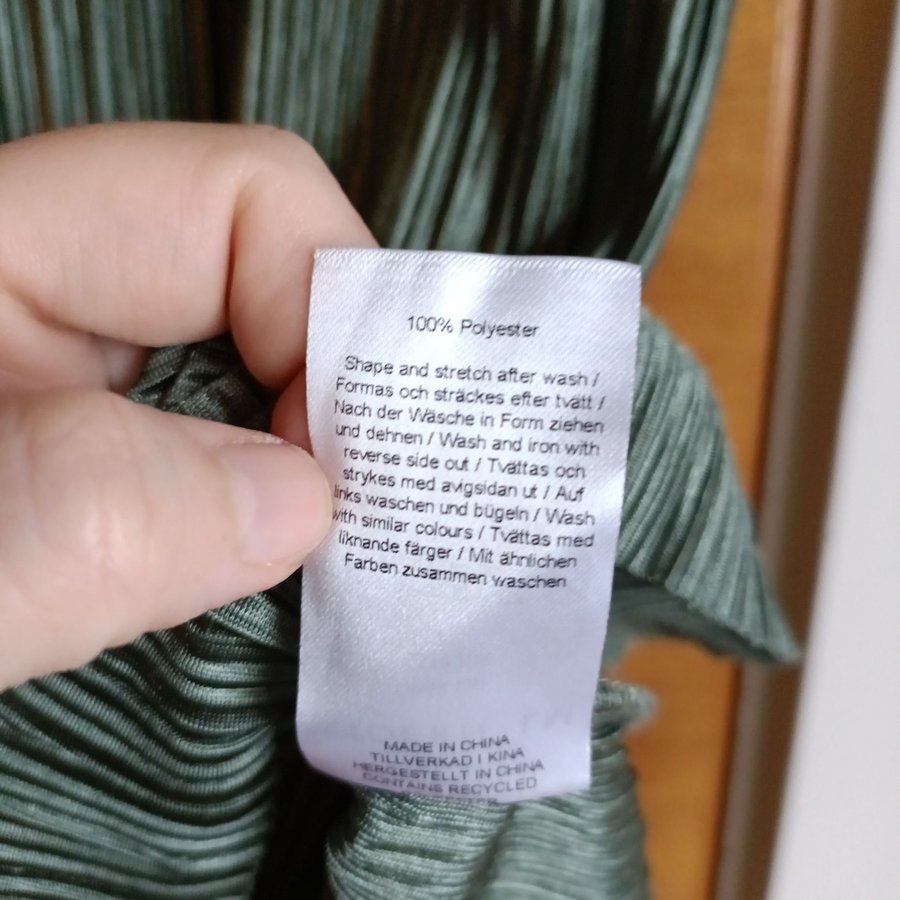 100% Polyester
Shape and stretch after wash /
Formas och sträckes efter tvätt /
Nach der Wäsche in Form ziehen
und dehnen / Wash and iron with
reverse side out / Tvättas och
strykes med avigsidan ut / Auf
links waschen und bügeln / Wash
with similar colours / Tvättas med
liknande färger / Mit ähnlichen
Farben zusammen waschen
MADE IN CHINA
TILLVERKAD I KINA
HERGESTELLT IN CHINA
CONTAINS RECYCLED